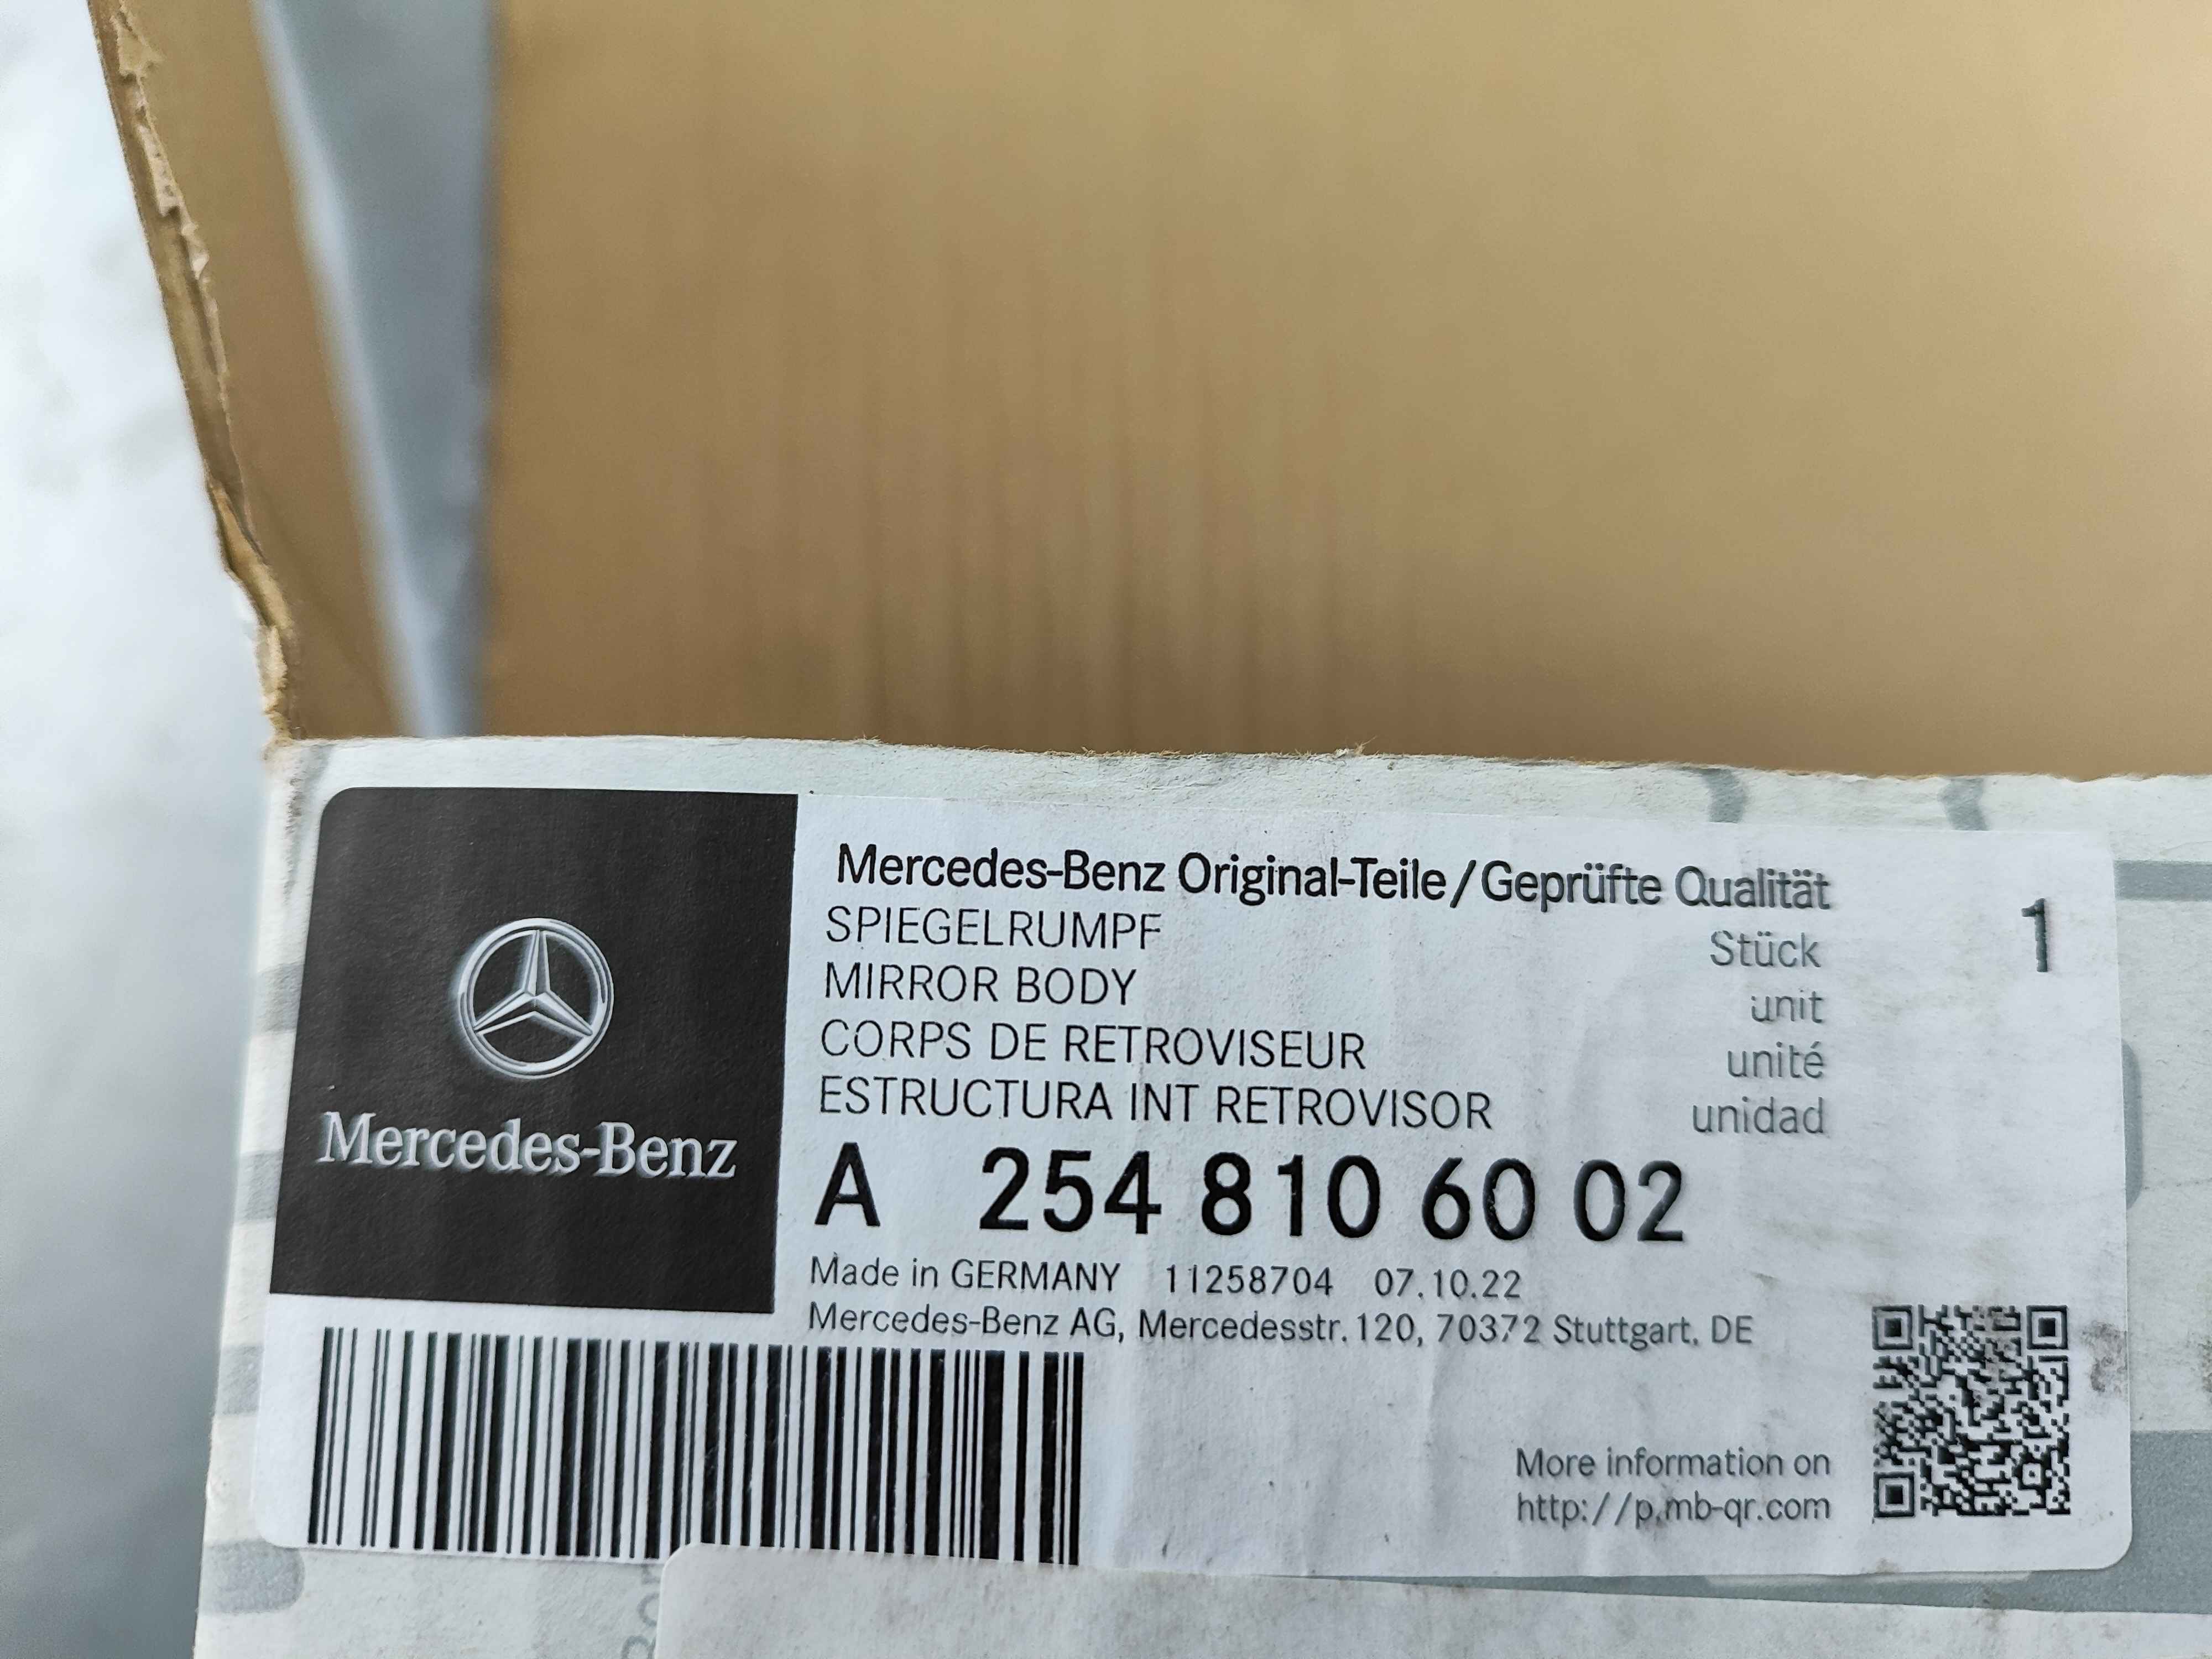 Mercedes-Benz
Mercedes-Benz Original-Teile/Geprüfte Qualität
SPIEGELRUMPF
MIRROR BODY
CORPS DE RETROVISEUR
ESTRUCTURA INT RETROVISOR
Stück 1
unit
unité
unidad
A 254 810 60 02
Made in GERMANY 11258704 07.10.22
Mercedes-Benz AG, Mercedesstr. 120, 70372 Stuttgart, DE
More information on
http://p.mb-qr.com